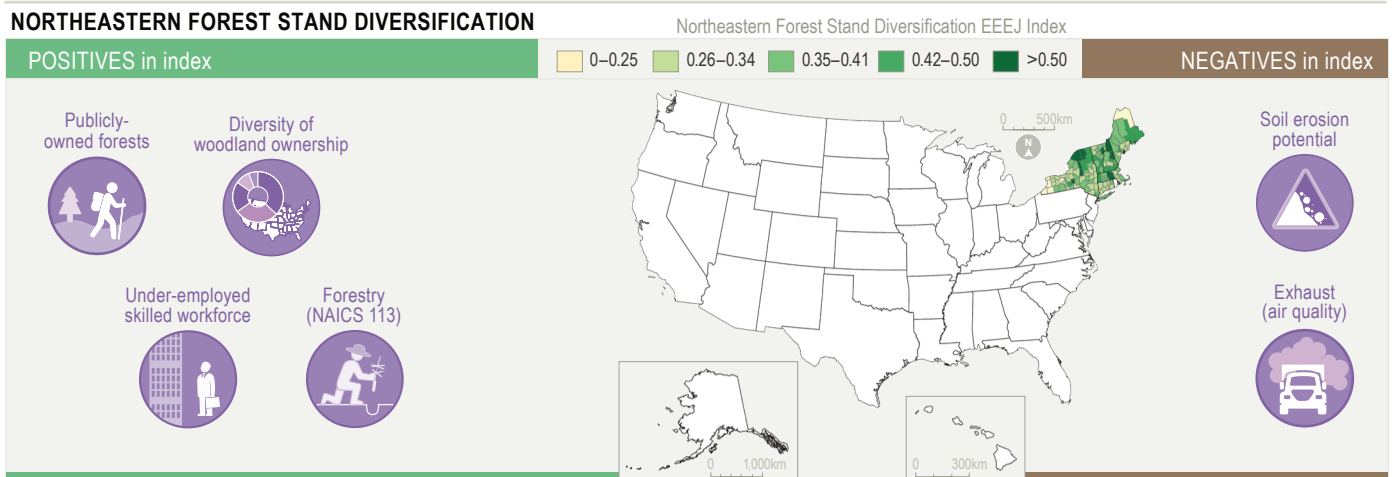 NORTHEASTERN FOREST STAND DIVERSIFICATION
Northeastern Forest Stand Diversification EEEJ Index
POSITIVES in index
0–0.25
0.26–0.34
0.35–0.41
0.42–0.50
>0.50
NEGATIVES in index
Publicly-
owned forests
Diversity of
woodland ownership
Under-employed
skilled workforce
Forestry
(NAICS 113)
0 500km
N
0 1,000km
0 300km
Soil erosion
potential
Exhaust
(air quality)